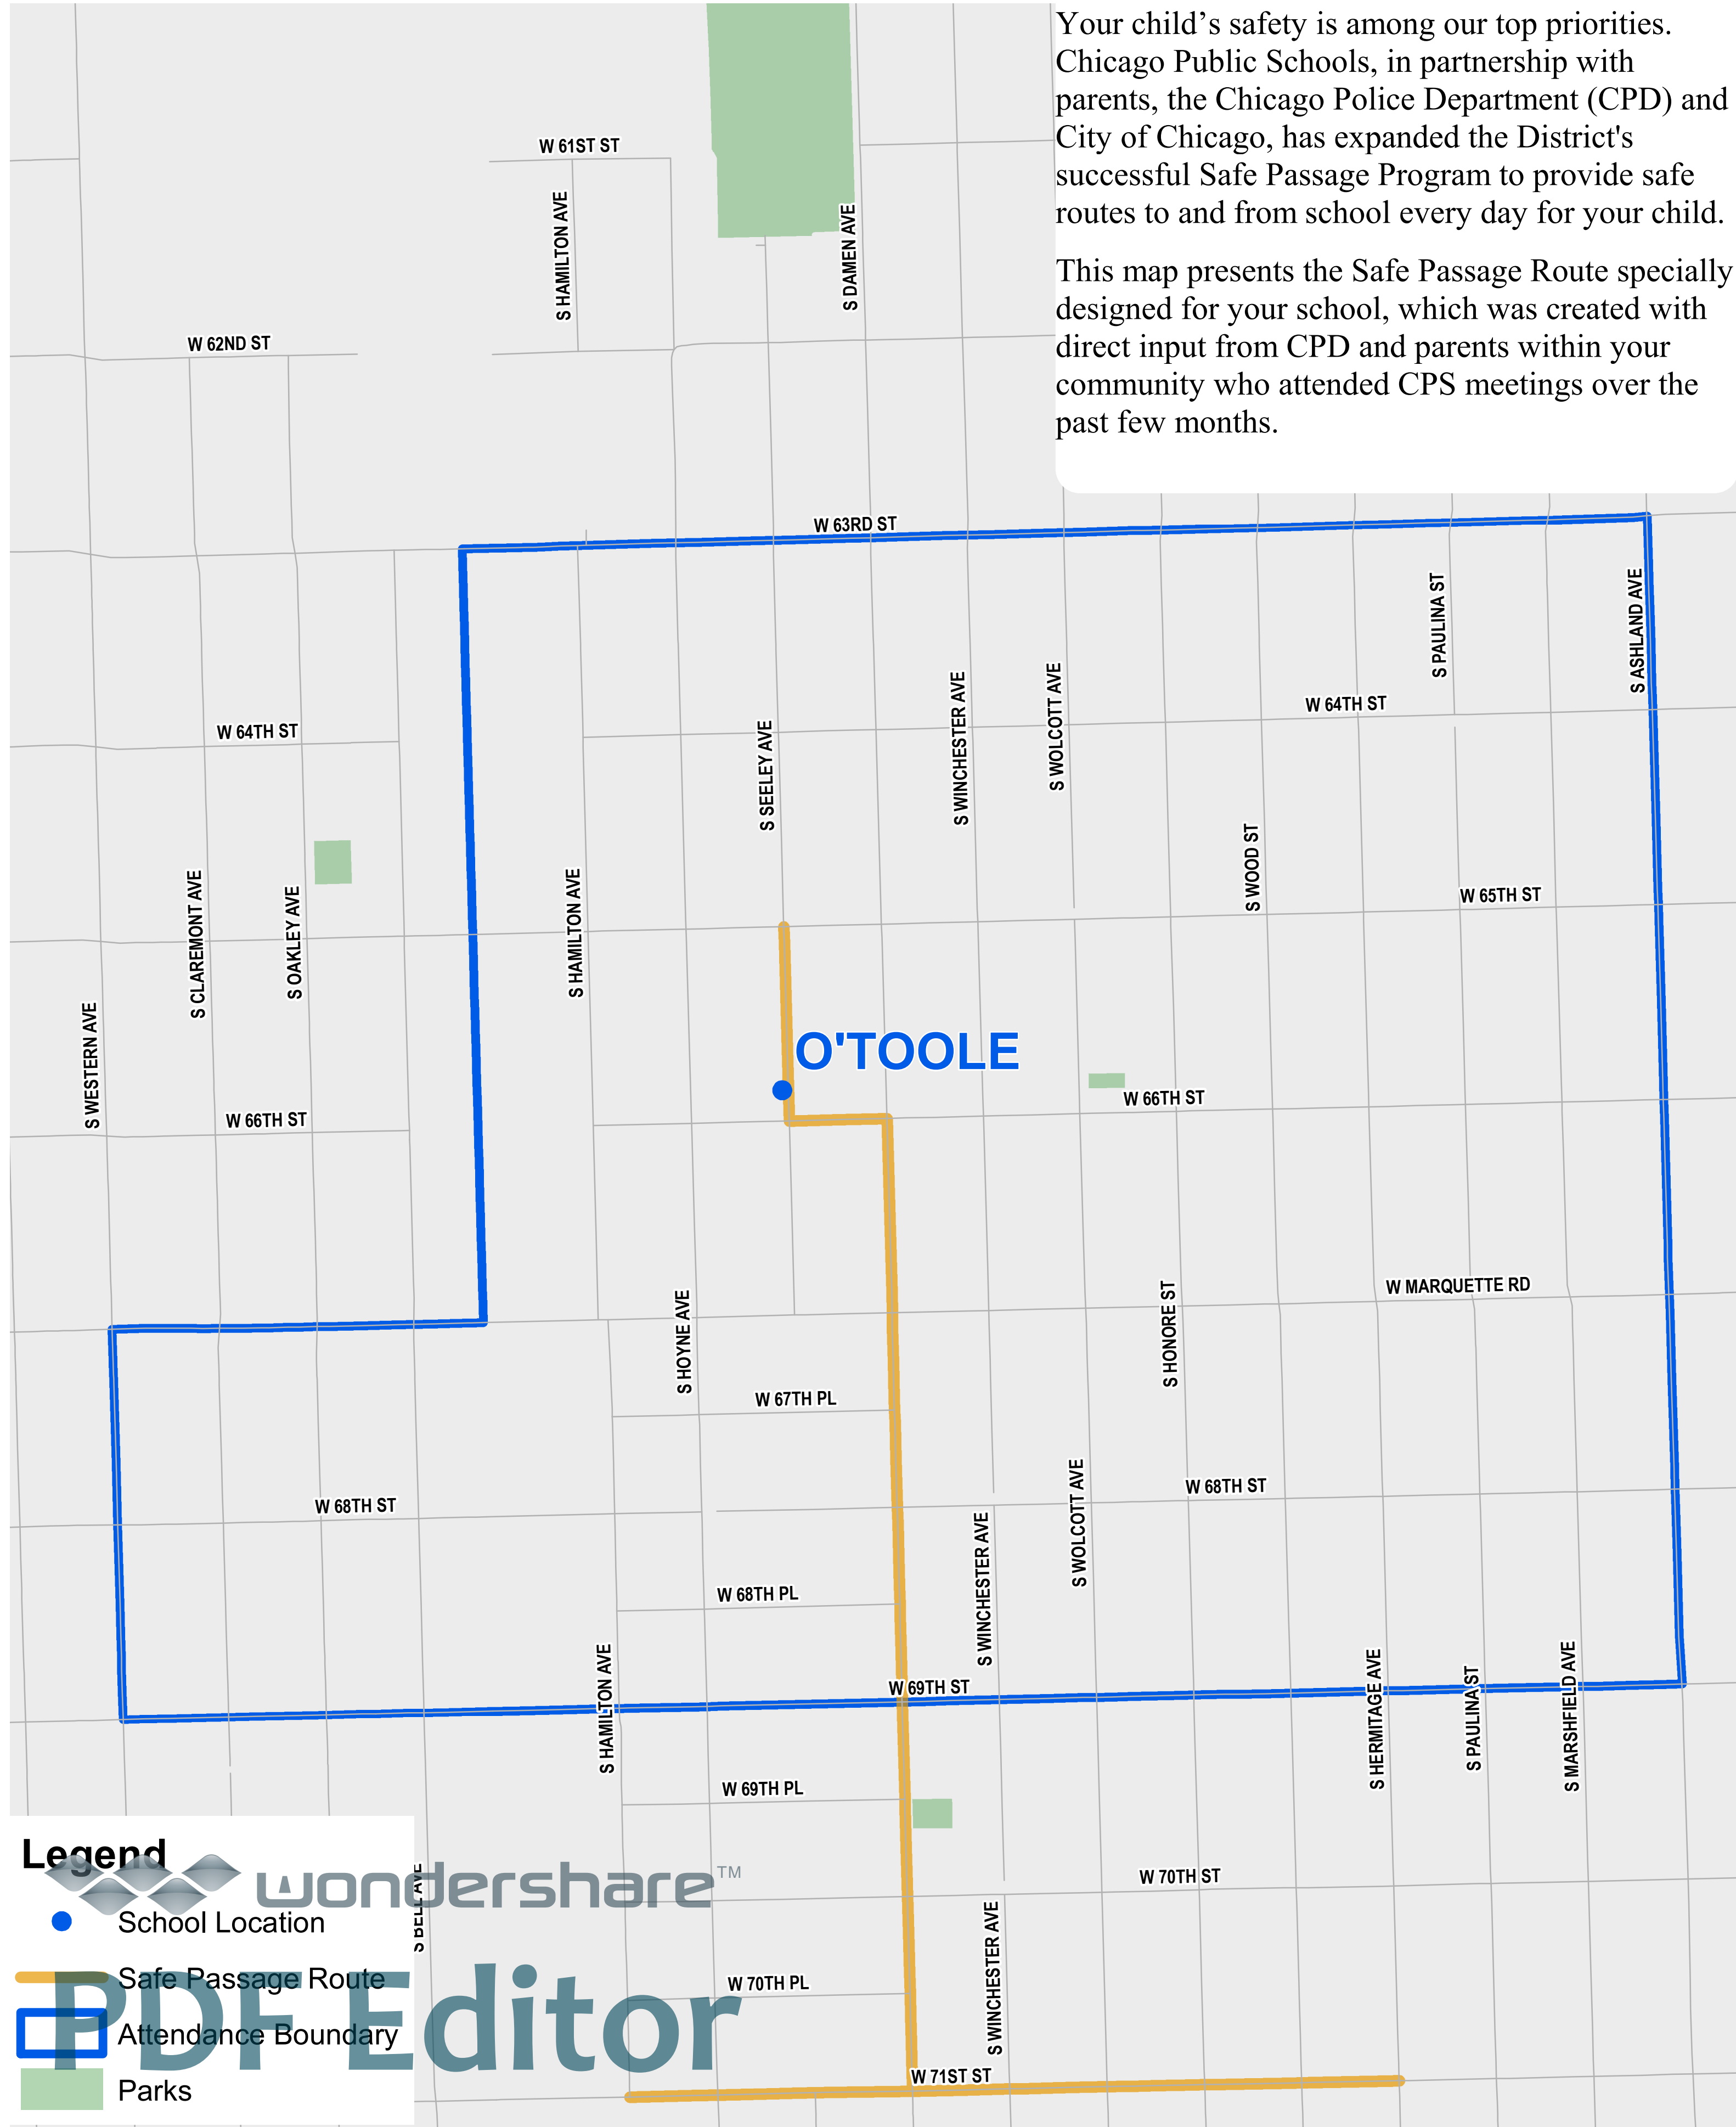 Your child’s safety is among our top priorities.
Chicago Public Schools, in partnership with
parents, the Chicago Police Department (CPD) and
City of Chicago, has expanded the District's
successful Safe Passage Program to provide safe
routes to and from school every day for your child.
This map presents the Safe Passage Route specially
designed for your school, which was created with
direct input from CPD and parents within your
community who attended CPS meetings over the
past few months.
W 61ST ST
S HAMILTON AVE
S DAMEN AVE
W 62ND ST
W 63RD ST
S PAULINA ST
S ASHLAND AVE
S WINCHESTER AVE
S WOLCOTT AVE
W 64TH ST
W 64TH ST
S SEELEY AVE
S WOOD ST
W 65TH ST
S CLAREMONT AVE
S OAKLEY AVE
S HAMILTON AVE
S WESTERN AVE
O'TOOLE
W 66TH ST
W 66TH ST
W MARQUETTE RD
S HOYNE AVE
S HONORE ST
W 67TH PL
W 68TH ST
W 68TH ST
S WOLCOTT AVE
S WINCHESTER AVE
W 68TH PL
S HAMILTON AVE
W 69TH ST
S HERMITAGE AVE
S PAULINA ST
S MARSHFIELD AVE
W 69TH PL
W 70TH ST
S BELL AVE
S WINCHESTER AVE
W 70TH PL
W 71ST ST
Legend
School Location
Safe Passage Route
Attendance Boundary
Parks
wondershare™
PDF Editor